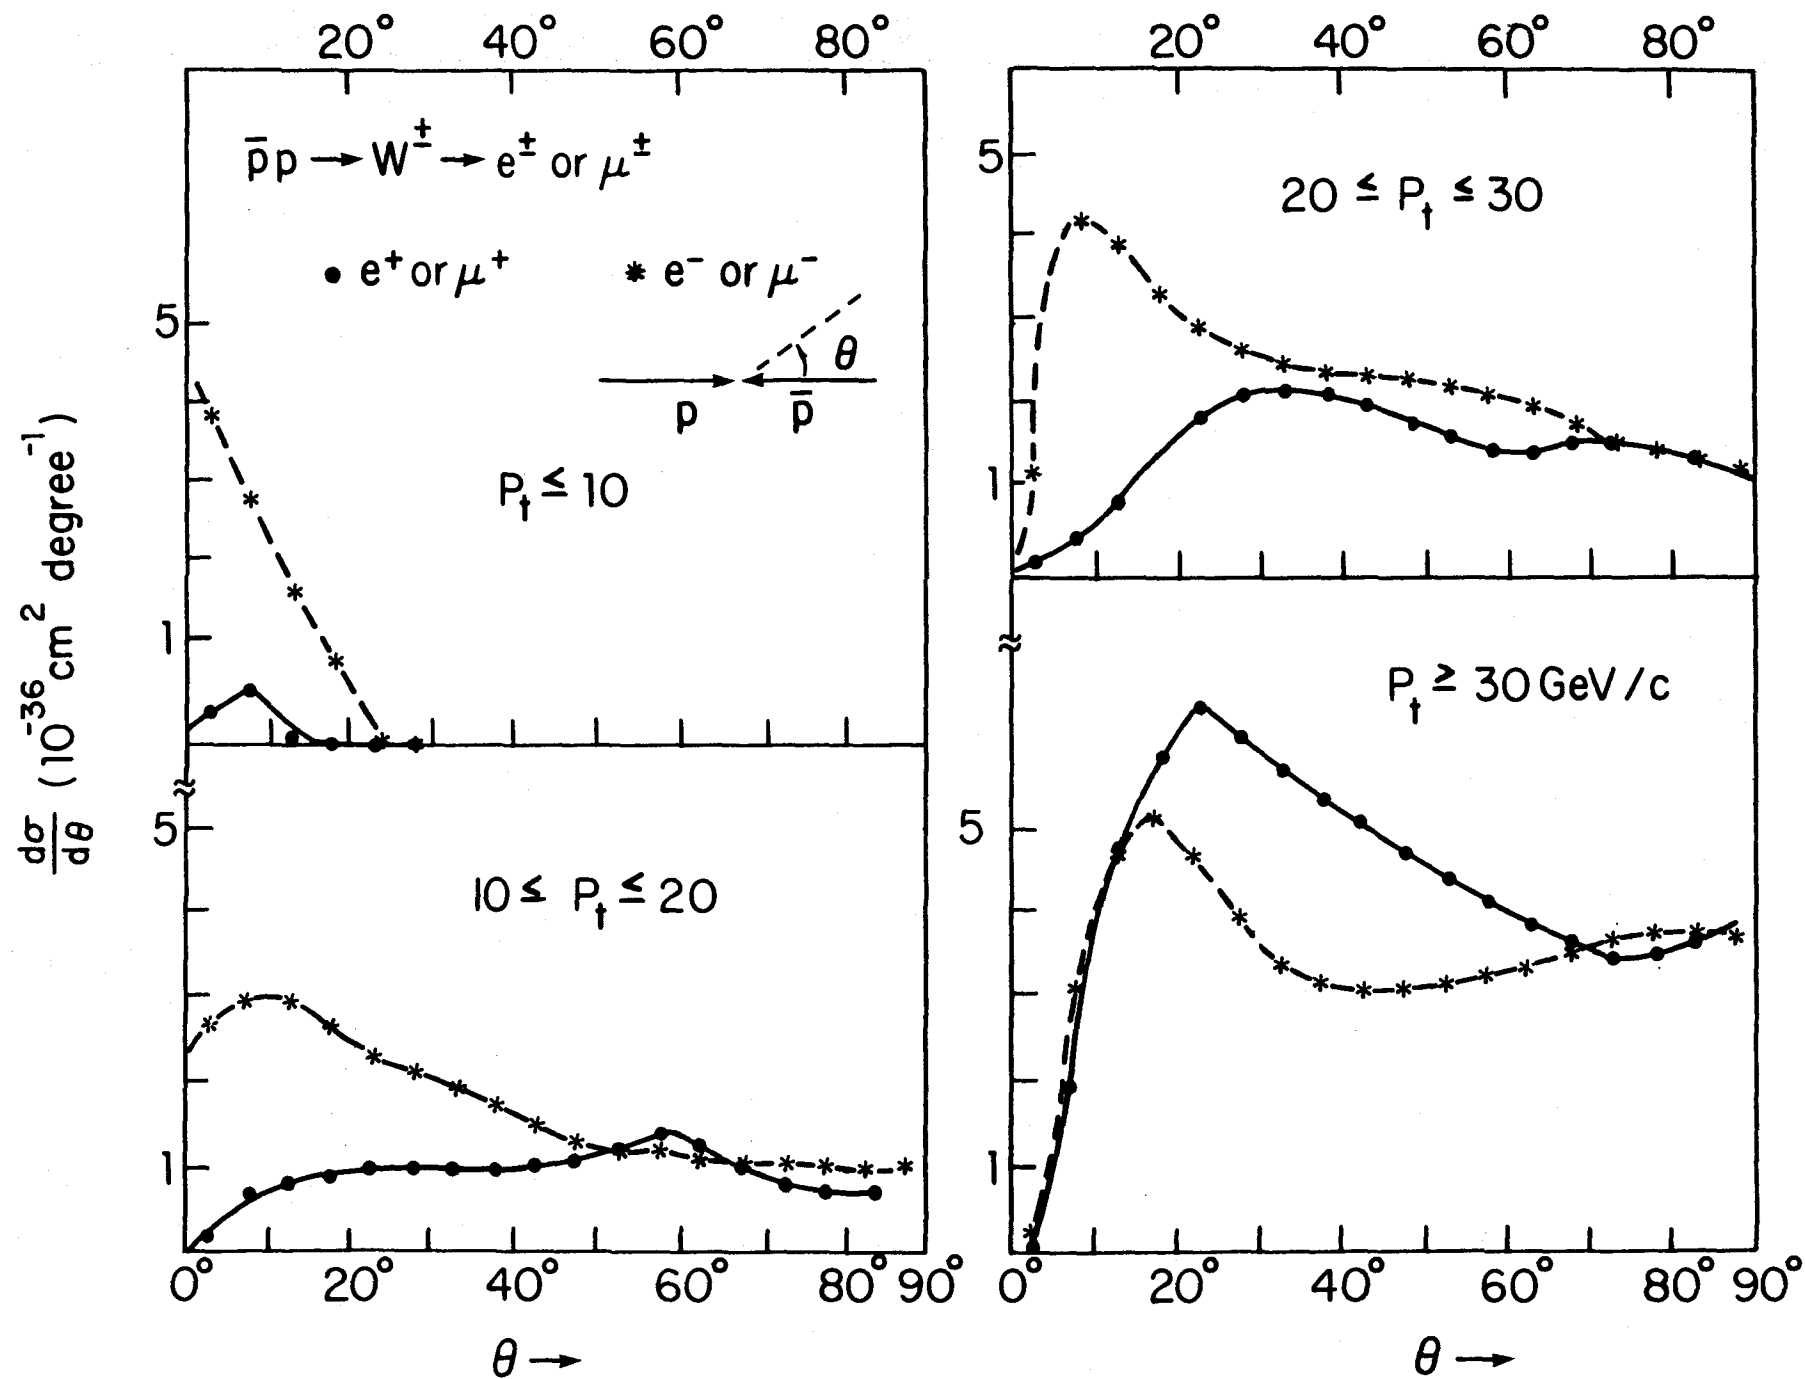 20° 40° 60° 80°
p̄ p → W± → e± or μ±
• e⁺ or μ⁺ * e⁻ or μ⁻
5
θ
p p̄
Pt ≤ 10
1
dσ/dθ (10⁻³⁶ cm² degree⁻¹)
5
10 ≤ Pt ≤ 20
1
0° 20° 40° 60° 80° 90°
θ →
20° 40° 60° 80°
5
20 ≤ Pt ≤ 30
1
Pt ≥ 30 GeV/c
5
1
0° 20° 40° 60° 80° 90°
θ →